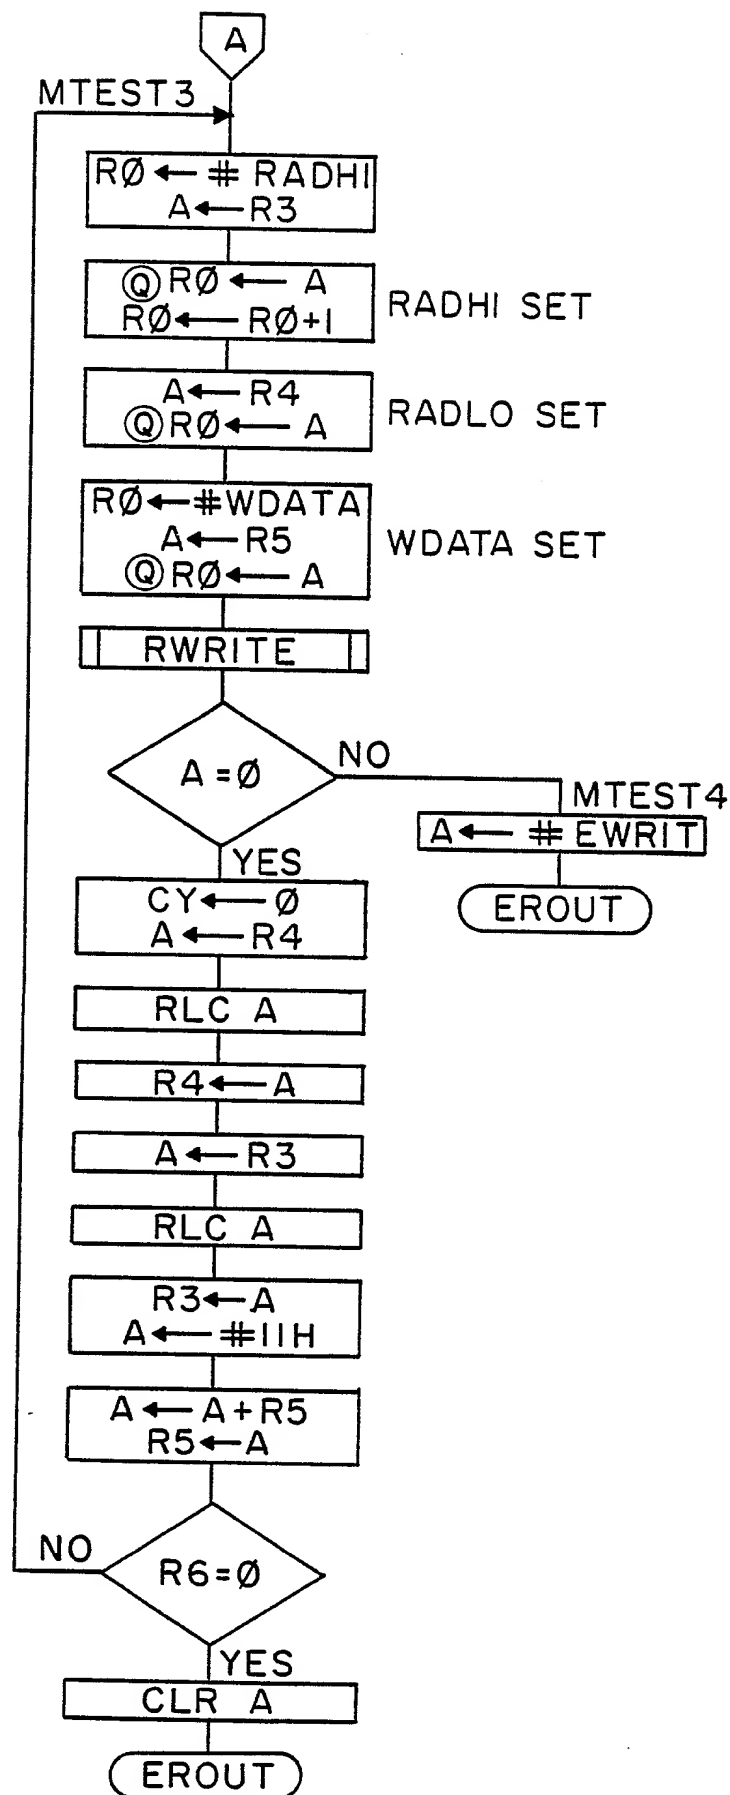 A
MTEST3
RØ ← # RADHI
A ← R3
Ⓠ RØ ← A
RØ ← RØ+1
RADHI SET
A ← R4
Ⓠ RØ ← A
RADLO SET
RØ ← #WDATA
A ← R5
Ⓠ RØ ← A
WDATA SET
RWRITE
A = Ø
NO
MTEST4
A ← # EWRIT
EROUT
YES
CY ← Ø
A ← R4
RLC A
R4 ← A
A ← R3
RLC A
R3 ← A
A ← #11H
A ← A + R5
R5 ← A
NO
R6 = Ø
YES
CLR A
EROUT